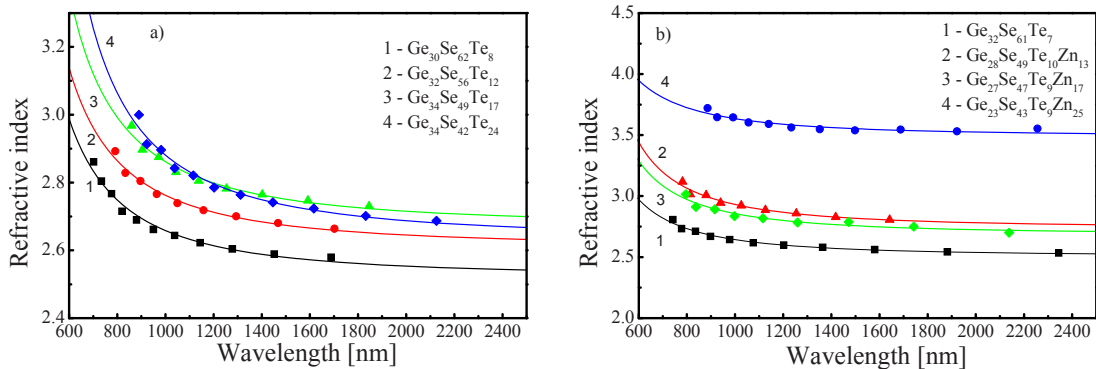 a)
1 - Ge30Se62Te8
2 - Ge32Se56Te12
3 - Ge34Se49Te17
4 - Ge34Se42Te24
4
3
2
1
3.2
3.0
2.8
2.6
2.4
600 800 1000 1200 1400 1600 1800 2000 2200 2400
Refractive index
Wavelength [nm]
b)
1 - Ge32Se61Te7
2 - Ge28Se49Te10Zn13
3 - Ge27Se47Te9Zn17
4 - Ge23Se43Te9Zn25
4
2
3
1
4.5
4.0
3.5
3.0
2.5
2.0
600 800 1000 1200 1400 1600 1800 2000 2200 2400
Refractive index
Wavelength [nm]